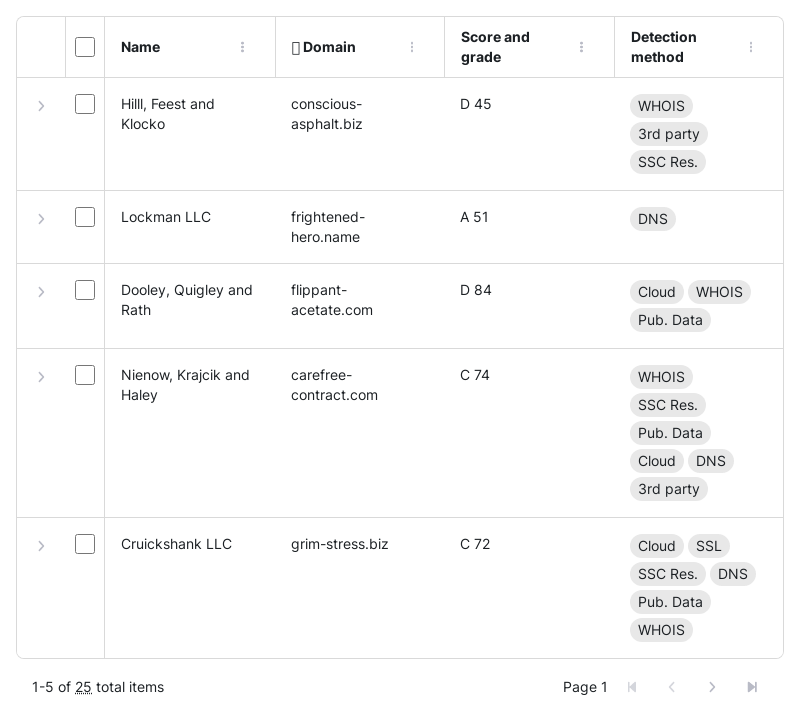 Name
Domain
Score and
grade
Detection
method
Hilll, Feest and
Klocko
conscious-
asphalt.biz
D 45
WHOIS
3rd party
SSC Res.
Lockman LLC
frightened-
hero.name
A 51
DNS
Dooley, Quigley and
Rath
flippant-
acetate.com
D 84
Cloud WHOIS
Pub. Data
Nienow, Krajcik and
Haley
carefree-
contract.com
C 74
WHOIS
SSC Res.
Pub. Data
Cloud DNS
3rd party
Cruickshank LLC
grim-stress.biz
C 72
Cloud SSL
SSC Res. DNS
Pub. Data
WHOIS
1-5 of 25 total items
Page 1